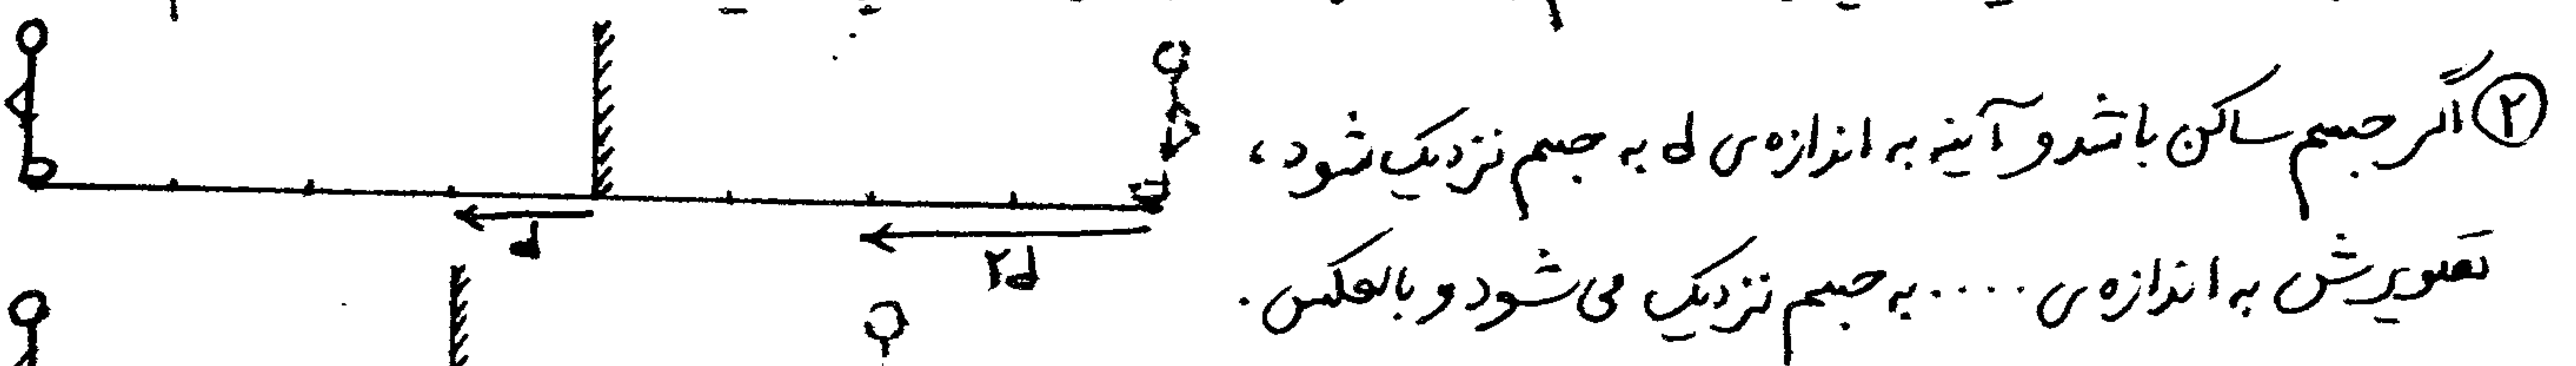 ② اگر جسم ساکن باشد و آینه به اندازه‌ی d به جسم نزدیک شود،
تصویرش به اندازه‌ی .... به جسم نزدیک می‌شود و بالعکس.
d
۲d